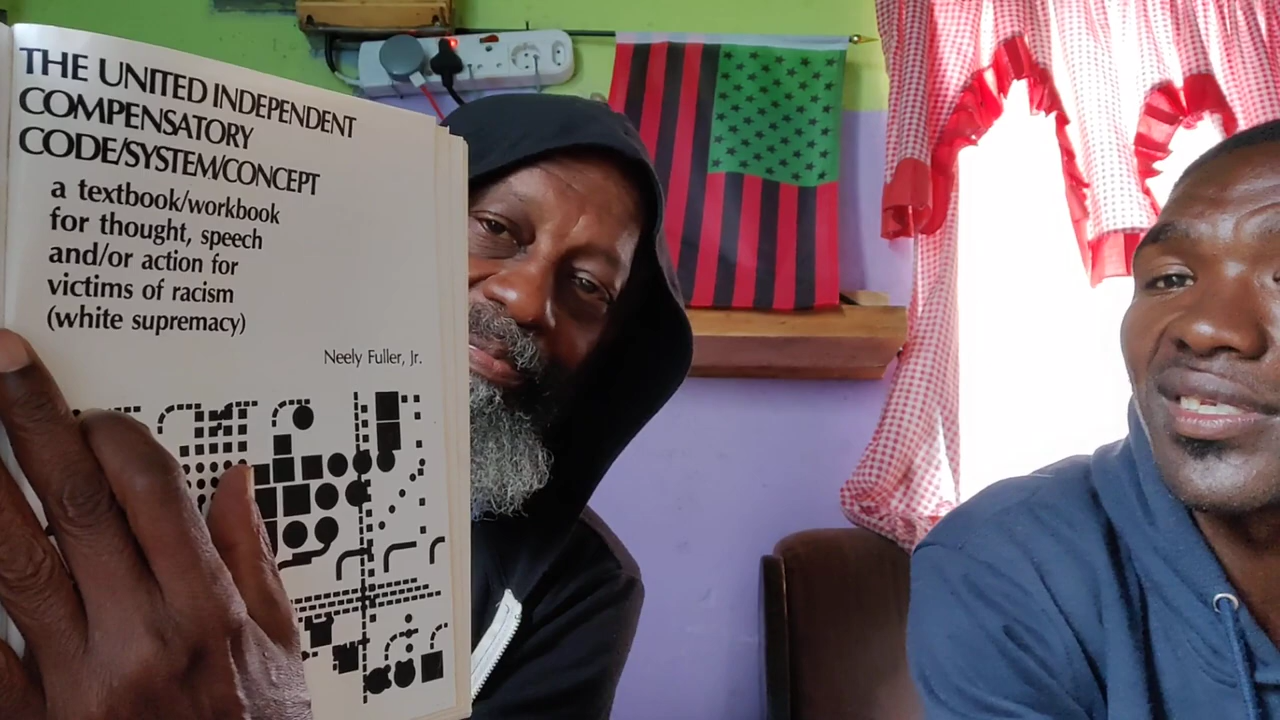 THE UNITED INDEPENDENT
COMPENSATORY
CODE/SYSTEM/CONCEPT
a textbook/workbook
for thought, speech
and/or action for
victims of racism
(white supremacy)
Neely Fuller, Jr.